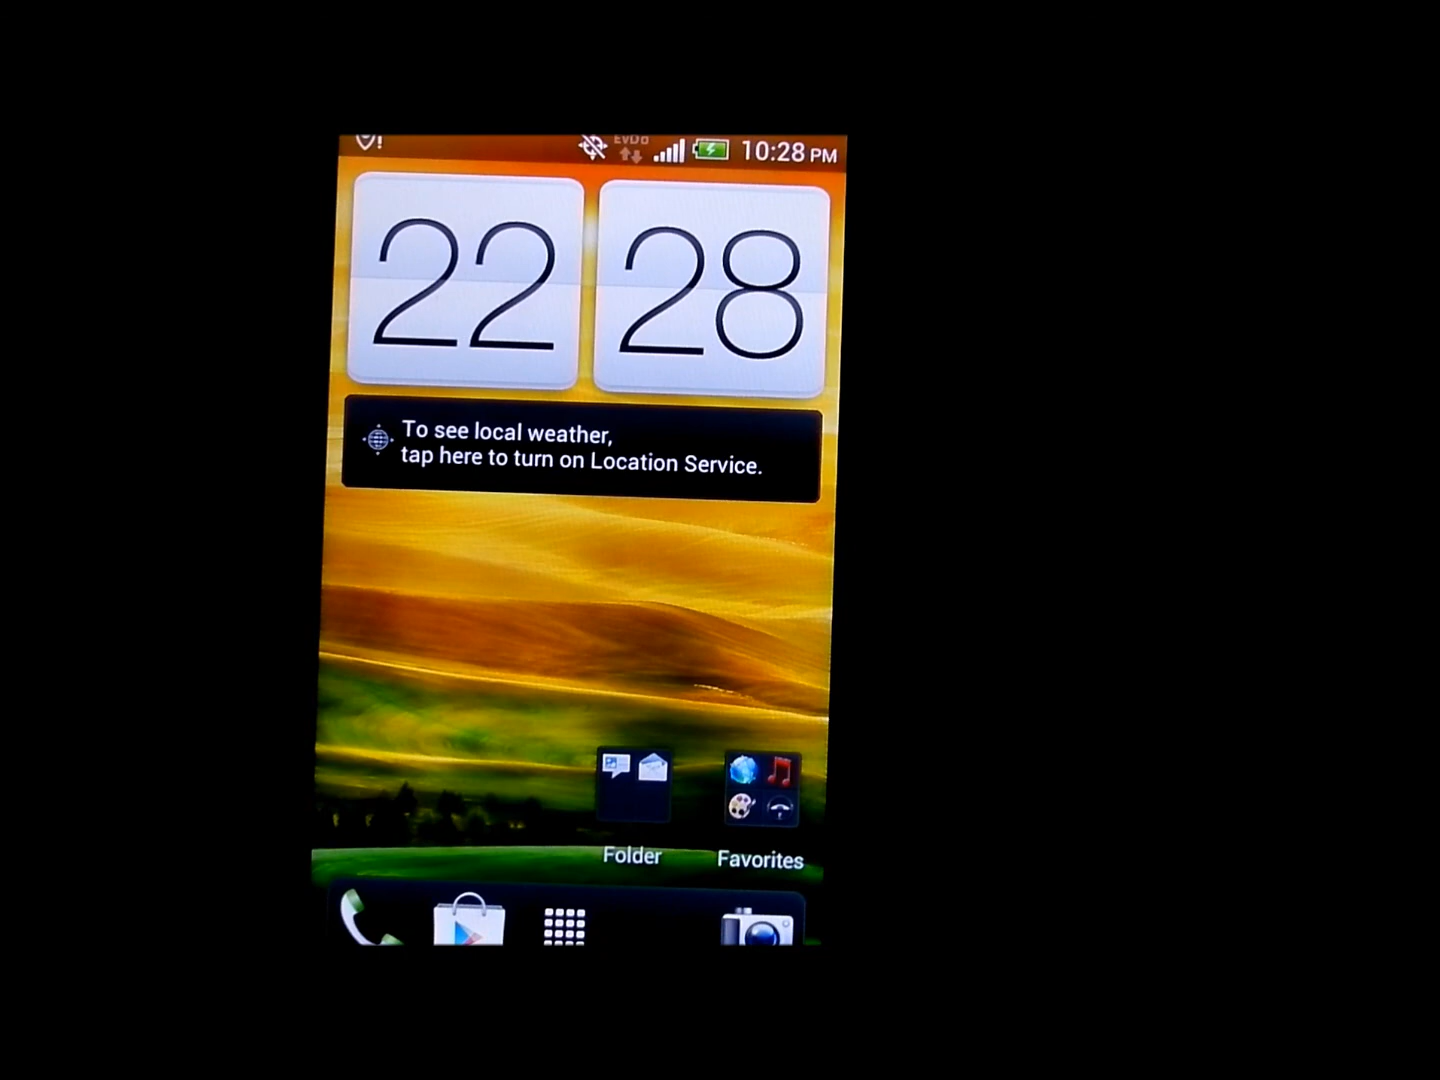 EVDo 10:28 PM
22 28
To see local weather,
tap here to turn on Location Service.
Folder Favorites